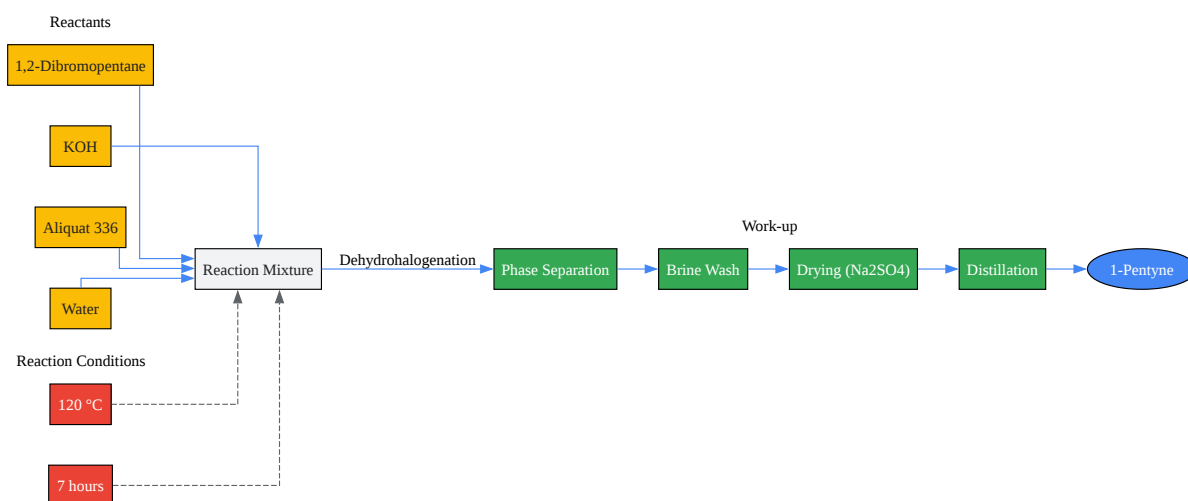 Reactants
1,2-Dibromopentane
KOH
Aliquat 336
Water
Reaction Mixture
Dehydrohalogenation
Work-up
Phase Separation
Brine Wash
Drying (Na2SO4)
Distillation
1-Pentyne
Reaction Conditions
120 °C
7 hours